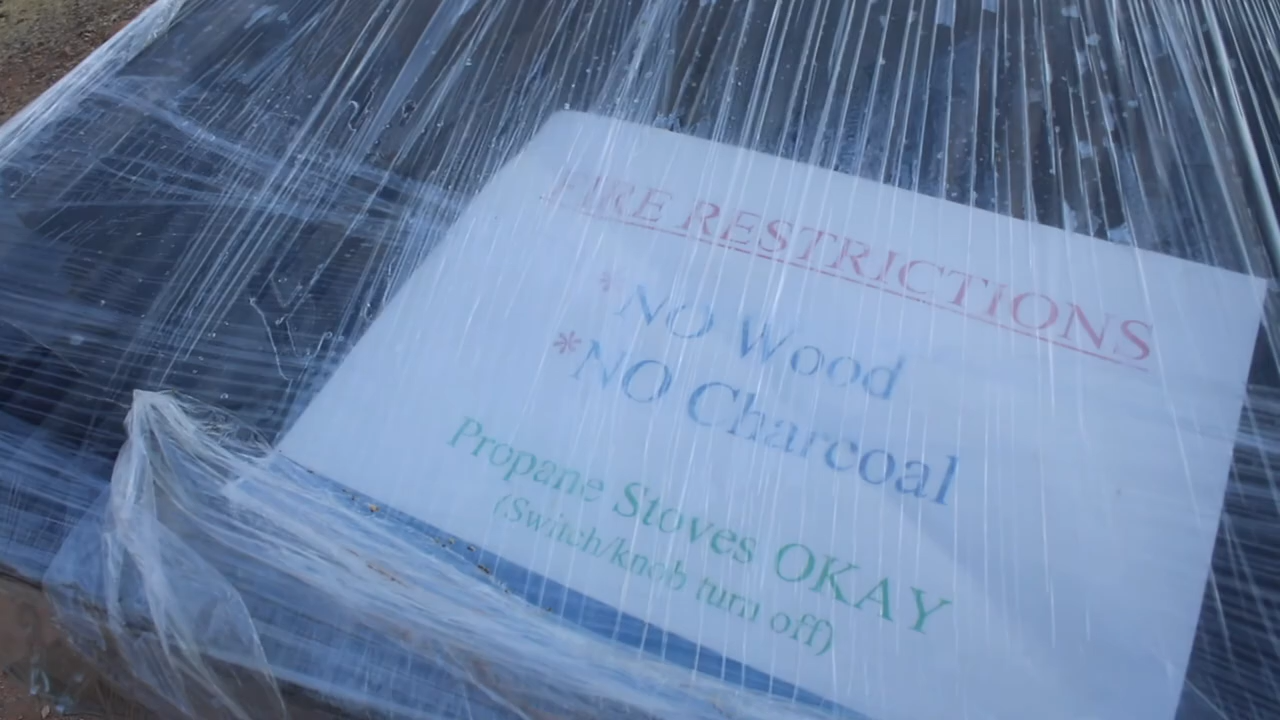 FIRE RESTRICTIONS
*NO Wood
*NO Charcoal
Propane Stoves OKAY
(Switch/knob turn off)